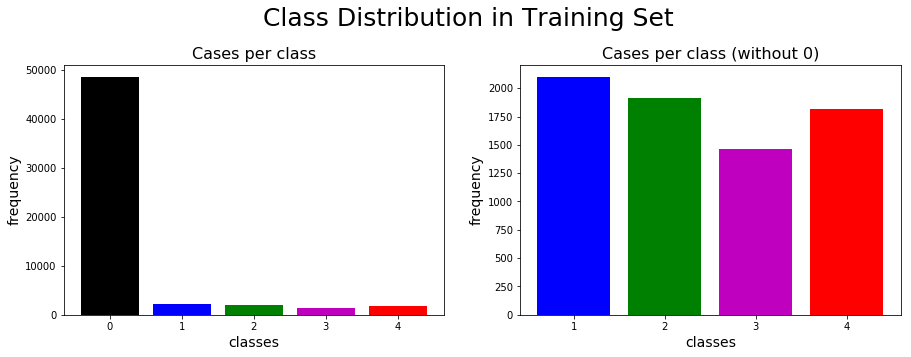 Class Distribution in Training Set
Cases per class
50000
40000
30000
20000
10000
0
frequency
0 1 2 3 4
classes
Cases per class (without 0)
2000
1750
1500
1250
1000
750
500
250
0
frequency
1 2 3 4
classes